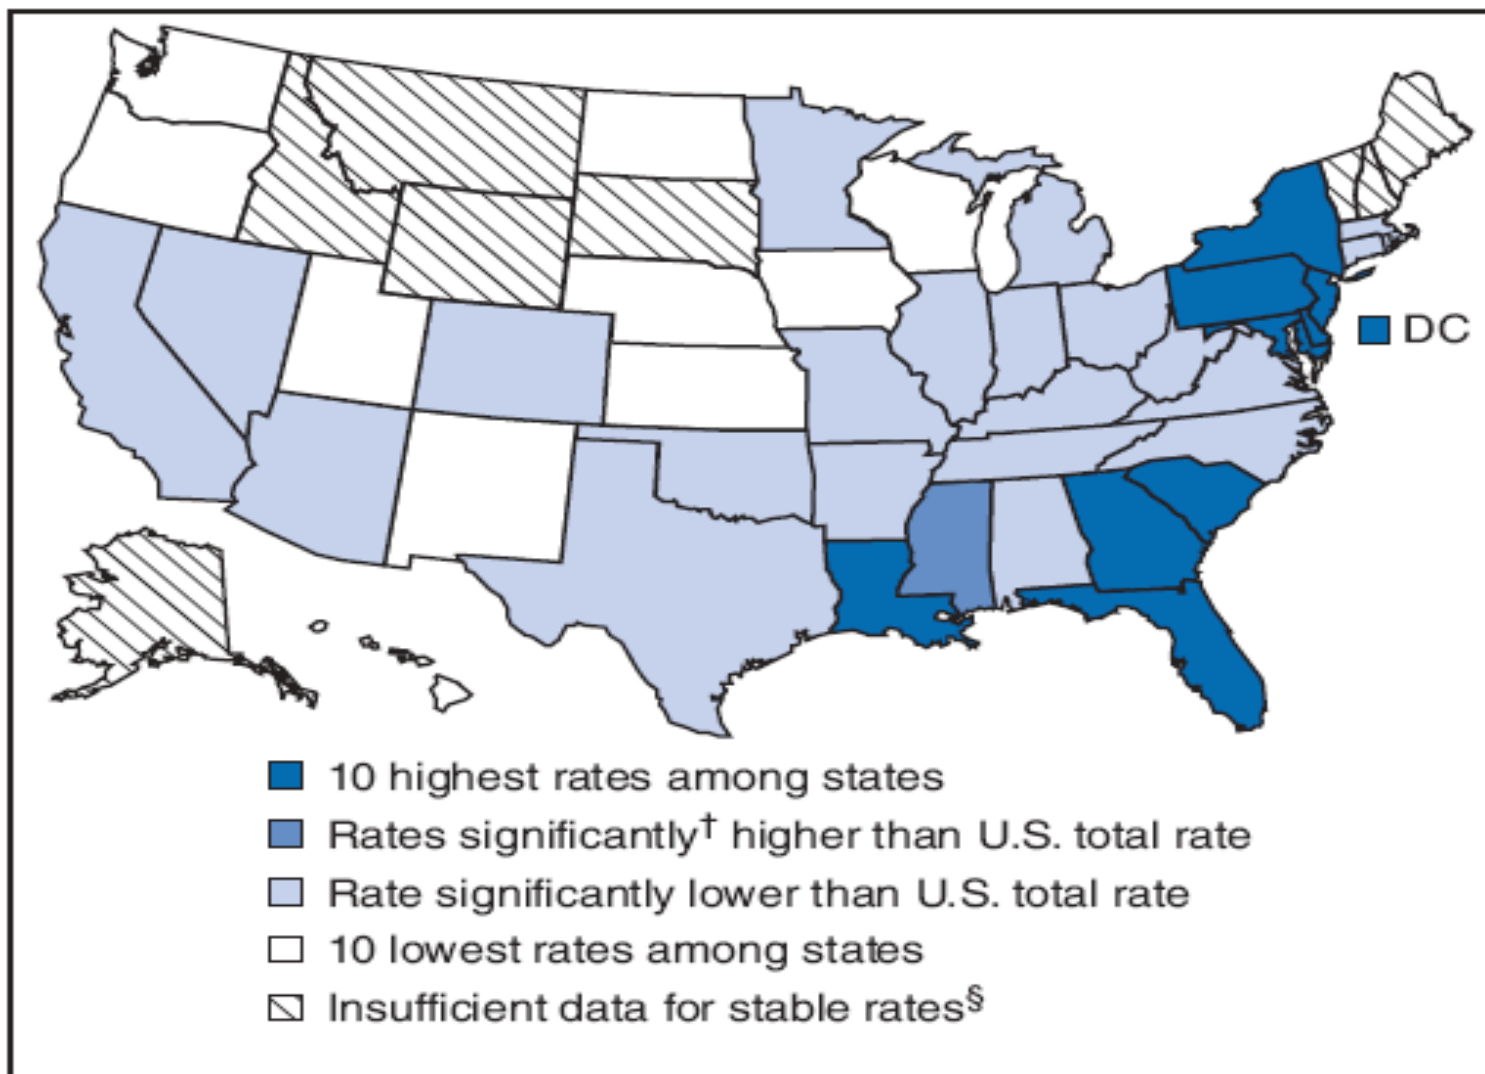 DC
10 highest rates among states
Rates significantly† higher than U.S. total rate
Rate significantly lower than U.S. total rate
10 lowest rates among states
Insufficient data for stable rates§